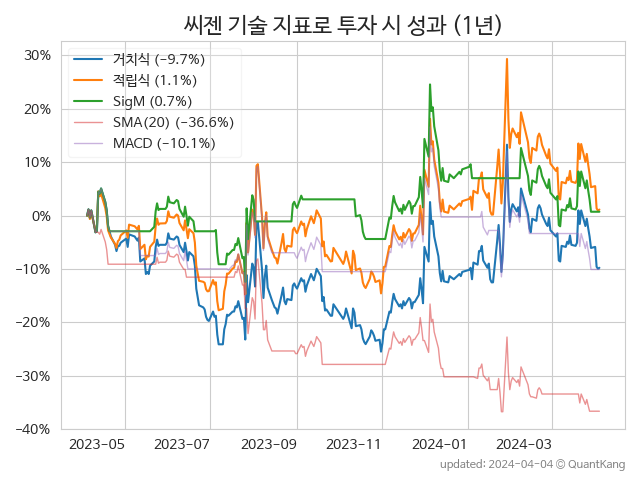 씨젠 기술 지표로 투자 시 성과 (1년)
30%
20%
10%
0%
−10%
−20%
−30%
−40%
거치식 (−9.7%)
적립식 (1.1%)
SigM (0.7%)
SMA(20) (−36.6%)
MACD (−10.1%)
2023-05
2023-07
2023-09
2023-11
2024-01
2024-03
updated: 2024-04-04 © QuantKang